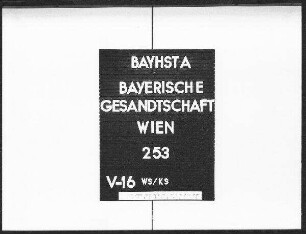 BAYHSTA
BAYERISCHE
GESANDTSCHAFT
WIEN
253
V-16 WS/KS